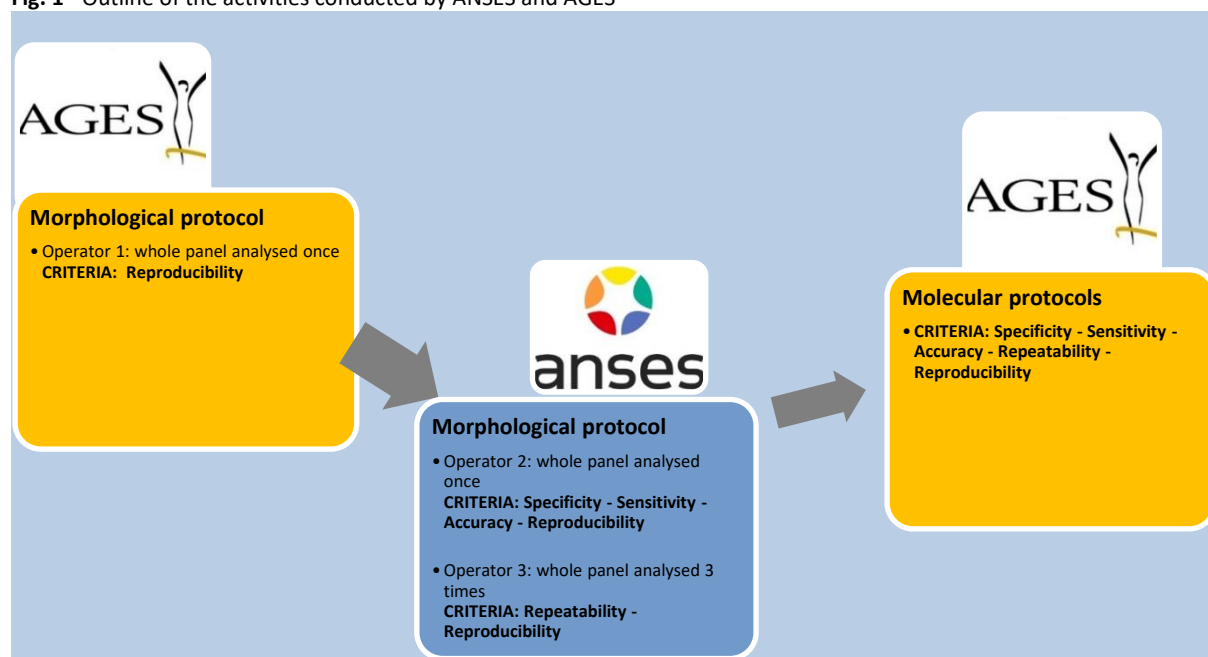 Fig. 1 Outline of the activities conducted by ANSES and AGES
AGES
Morphological protocol
• Operator 1: whole panel analysed once
CRITERIA: Reproducibility
anses
Morphological protocol
• Operator 2: whole panel analysed
once
CRITERIA: Specificity - Sensitivity -
Accuracy - Reproducibility
• Operator 3: whole panel analysed 3
times
CRITERIA: Repeatability -
Reproducibility
AGES
Molecular protocols
• CRITERIA: Specificity - Sensitivity -
Accuracy - Repeatability -
Reproducibility